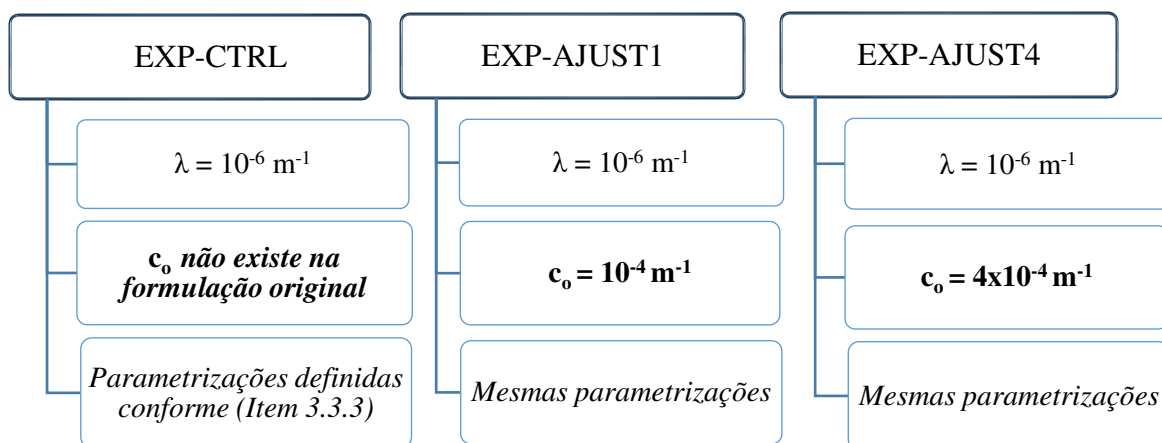 EXP-CTRL
λ = 10⁻⁶ m⁻¹
cₒ não existe na
formulação original
Parametrizações definidas
conforme (Item 3.3.3)
EXP-AJUST1
λ = 10⁻⁶ m⁻¹
cₒ = 10⁻⁴ m⁻¹
Mesmas parametrizações
EXP-AJUST4
λ = 10⁻⁶ m⁻¹
cₒ = 4x10⁻⁴ m⁻¹
Mesmas parametrizações